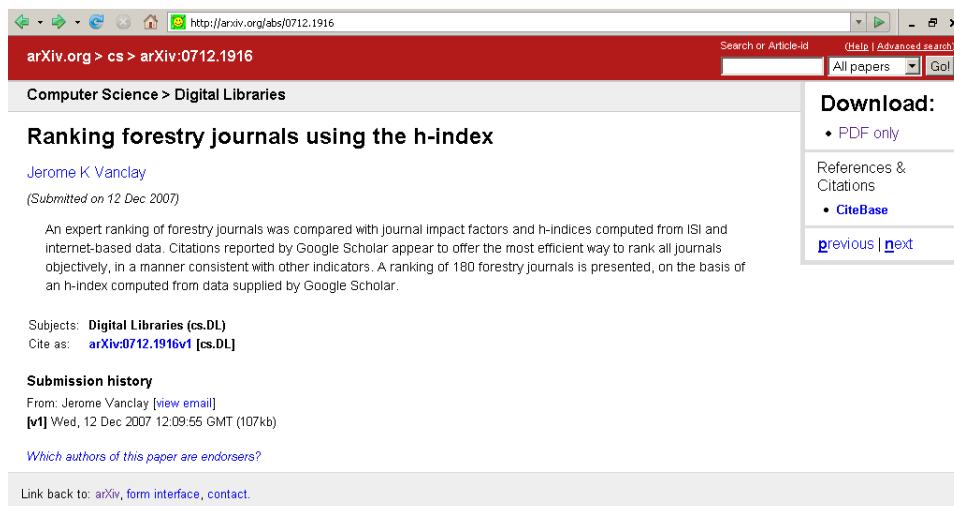 http://arxiv.org/abs/0712.1916
arXiv.org > cs > arXiv:0712.1916
Search or Article-id
(Help | Advanced search)
All papers
Go!
Computer Science > Digital Libraries
Download:
• PDF only
References &
Citations
• CiteBase
previous | next
Ranking forestry journals using the h-index
Jerome K Vanclay
(Submitted on 12 Dec 2007)
An expert ranking of forestry journals was compared with journal impact factors and h-indices computed from ISI and
internet-based data. Citations reported by Google Scholar appear to offer the most efficient way to rank all journals
objectively, in a manner consistent with other indicators. A ranking of 180 forestry journals is presented, on the basis of
an h-index computed from data supplied by Google Scholar.
Subjects: Digital Libraries (cs.DL)
Cite as: arXiv:0712.1916v1 [cs.DL]
Submission history
From: Jerome Vanclay [view email]
[v1] Wed, 12 Dec 2007 12:09:55 GMT (107kb)
Which authors of this paper are endorsers?
Link back to: arXiv, form interface, contact.